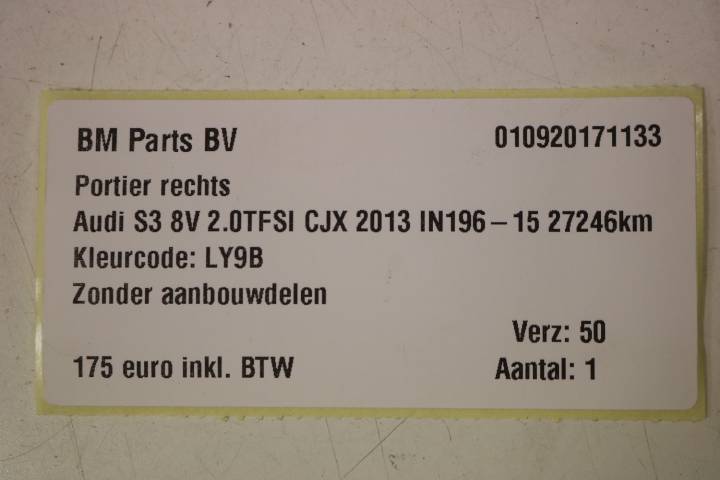 BM Parts BV 010920171133
Portier rechts
Audi S3 8V 2.0TFSI CJX 2013 IN196-15 27246km
Kleurcode: LY9B
Zonder aanbouwdelen
Verz: 50
175 euro inkl. BTW Aantal: 1